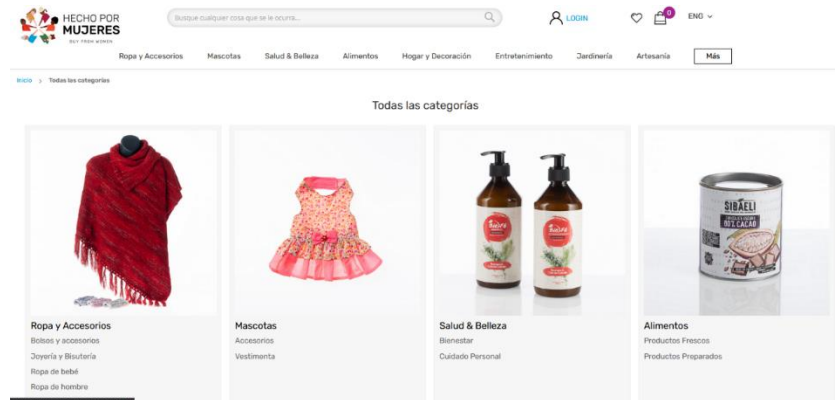 HECHO POR
MUJERES
BUY FROM WOMEN
Busque cualquier cosa que se le ocurra...
LOGIN
0
ENG
Ropa y Accesorios Mascotas Salud & Belleza Alimentos Hogar y Decoración Entretenimiento Jardinería Artesanía Más
Inicio > Todas las categorías
Todas las categorías
SIBAELI
80% CACAO
Ropa y Accesorios
Bolsos y accesorios
Joyería y Bisutería
Ropa de bebé
Ropa de hombre
Mascotas
Accesorios
Vestimenta
Salud & Belleza
Bienestar
Cuidado Personal
Alimentos
Productos Frescos
Productos Preparados